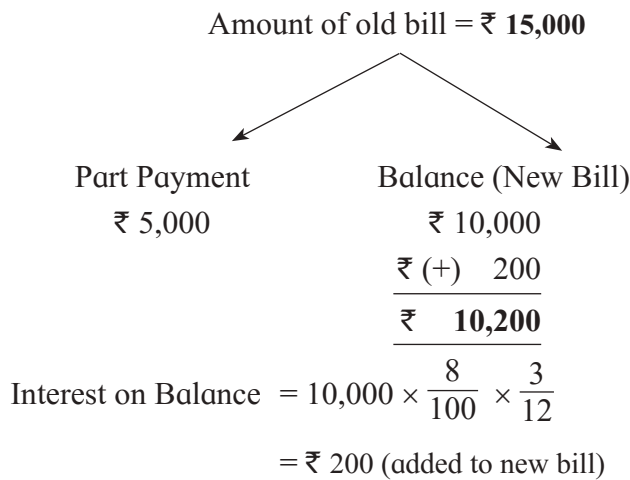 Amount of old bill = ₹ 15,000
Part Payment Balance (New Bill)
₹ 5,000 ₹ 10,000
₹ (+) 200
₹ 10,200
Interest on Balance = 10,000 × 8/100 × 3/12
= ₹ 200 (added to new bill)